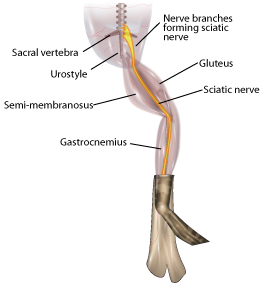 Nerve branches
forming sciatic
nerve
Sacral vertebra
Gluteus
Urostyle
Sciatic nerve
Semi-membranosus
Gastrocnemius